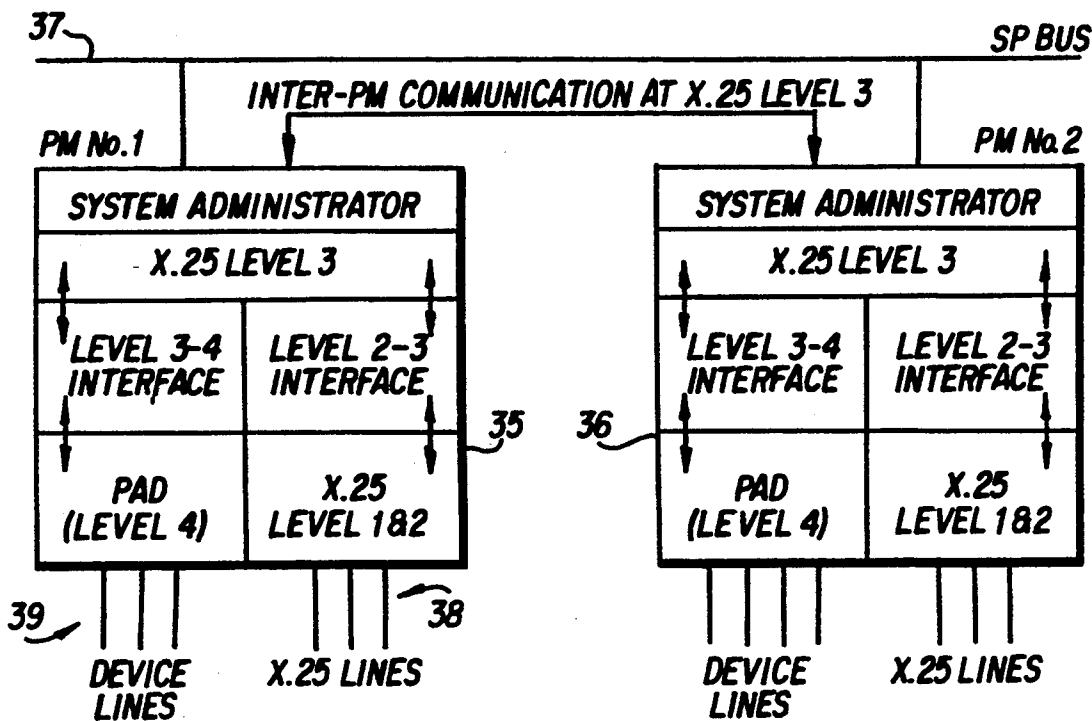 37
SP BUS
INTER-PM COMMUNICATION AT X.25 LEVEL 3
PM No.1
PM No.2
SYSTEM ADMINISTRATOR
X.25 LEVEL 3
LEVEL 3-4
INTERFACE
LEVEL 2-3
INTERFACE
35
PAD
(LEVEL 4)
X.25
LEVEL 1&2
39
38
DEVICE
LINES
X.25 LINES
SYSTEM ADMINISTRATOR
X.25 LEVEL 3
LEVEL 3-4
INTERFACE
LEVEL 2-3
INTERFACE
36
PAD
(LEVEL 4)
X.25
LEVEL 1&2
DEVICE
LINES
X.25 LINES